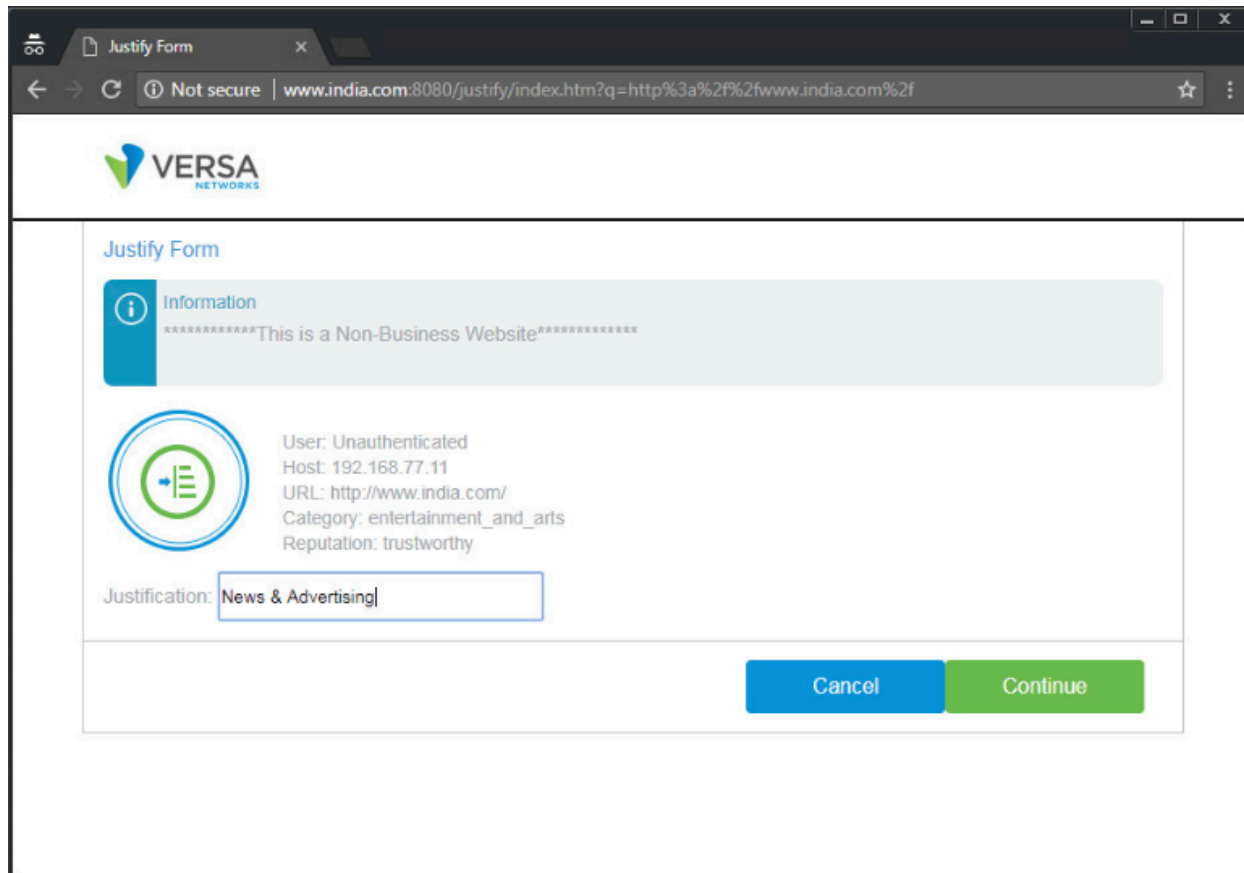 Justify Form
Not secure | www.india.com:8080/justify/index.htm?q=http%3a%2f%2fwww.india.com%2f
VERSA
NETWORKS
Justify Form
Information
************This is a Non-Business Website*************
User: Unauthenticated
Host: 192.168.77.11
URL: http://www.india.com/
Category: entertainment_and_arts
Reputation: trustworthy
Justification: News & Advertising
Cancel Continue